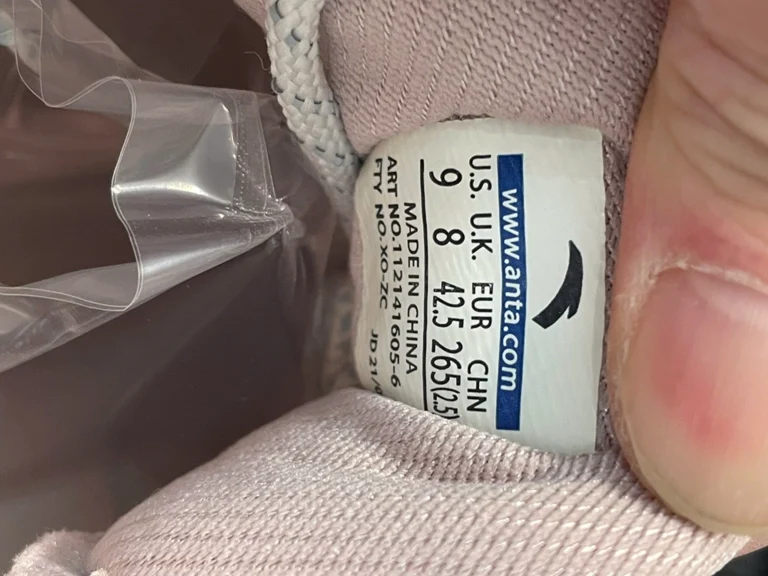 www.anta.com
U.S. U.K. EUR CHN
9 8 42.5 265(2.5)
MADE IN CHINA
ART NO.112141605-6
FTY NO.XO-ZC JD21/